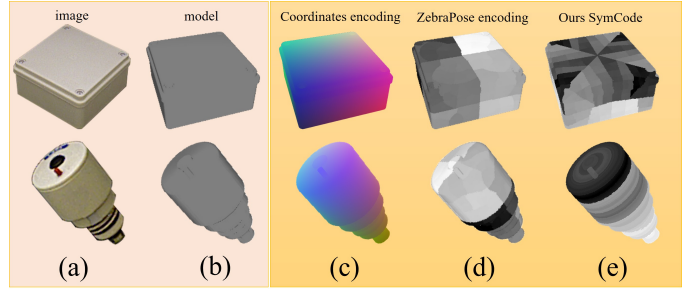 image model Coordinates encoding ZebraPose encoding Ours SymCode
(a) (b) (c) (d) (e)